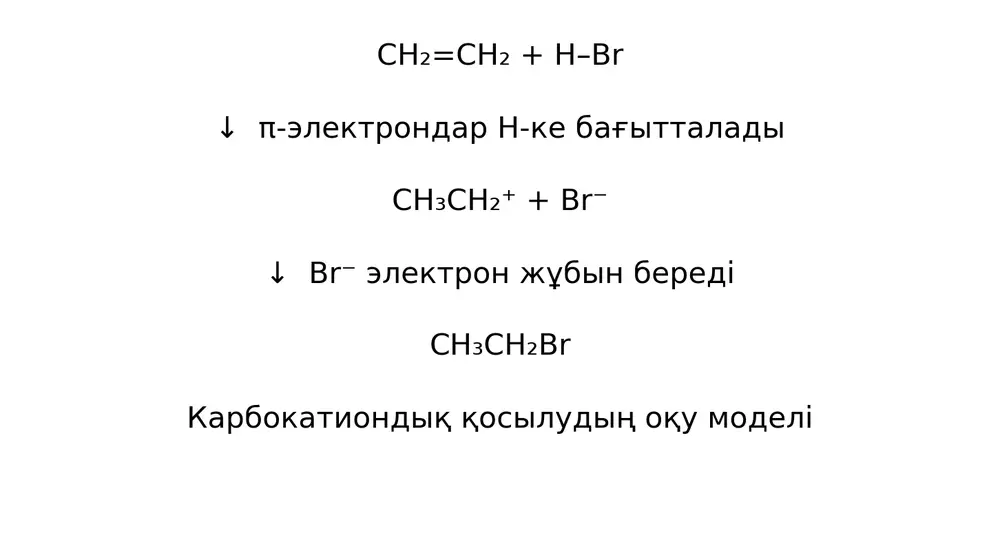 CH₂=CH₂ + H–Br
↓ π-электрондар H-ке бағытталады
CH₃CH₂⁺ + Br⁻
↓ Br⁻ электрон жұбын береді
CH₃CH₂Br
Карбокатиондық қосылудың оқу моделі